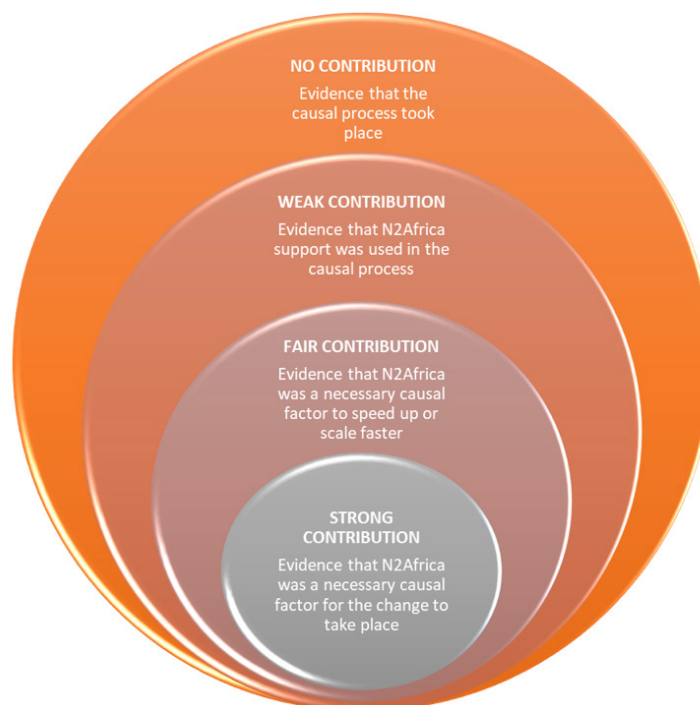 NO CONTRIBUTION
Evidence that the
causal process took
place
WEAK CONTRIBUTION
Evidence that N2Africa
support was used in the
causal process
FAIR CONTRIBUTION
Evidence that N2Africa
was a necessary causal
factor to speed up or
scale faster
STRONG
CONTRIBUTION
Evidence that N2Africa
was a necessary causal
factor for the change to
take place